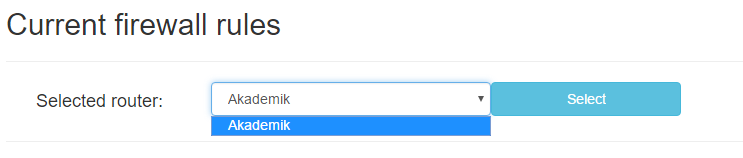 Current firewall rules
Selected router: Akademik Select
Akademik